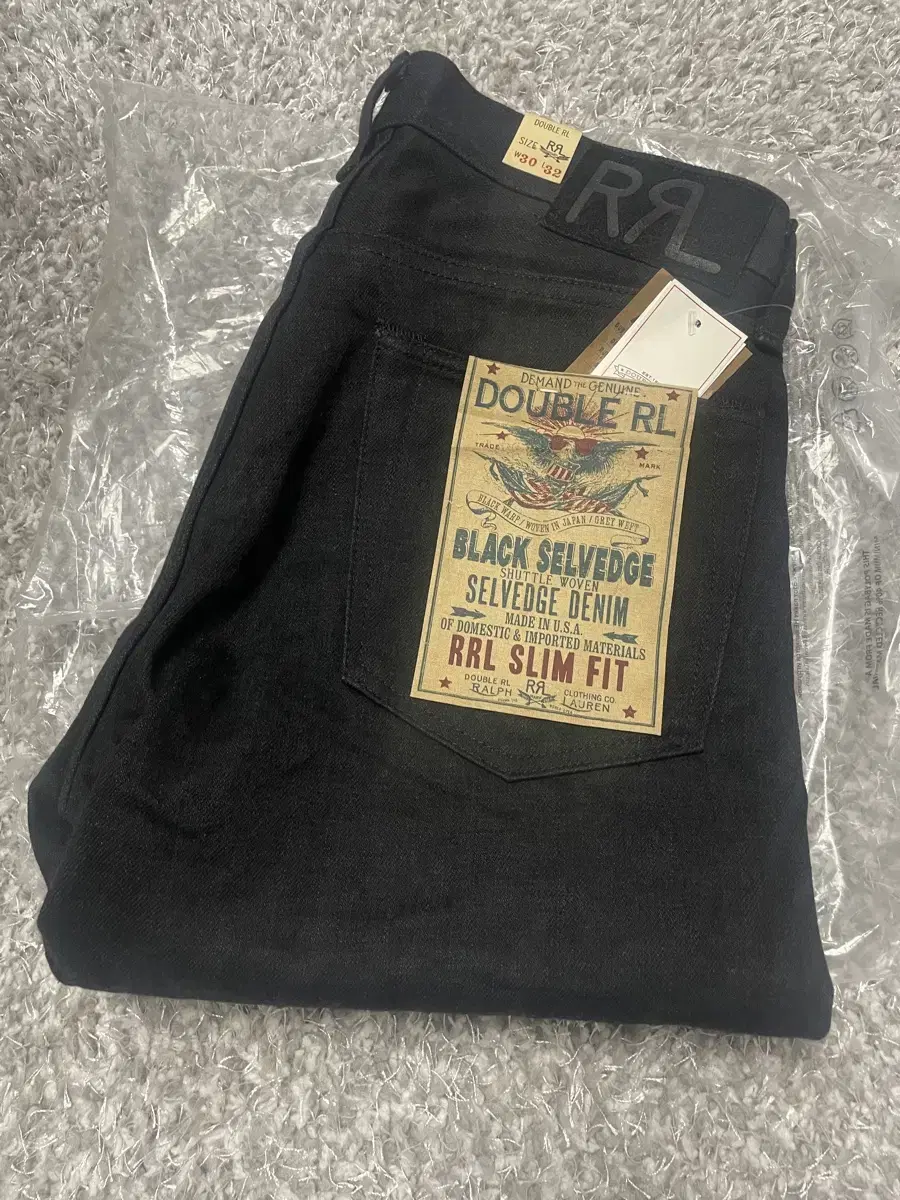 DOUBLE RL
SIZE RRL
W30 L32
RRL
DEMAND THE GENUINE
DOUBLE RL
TRADE MARK
BLACK WARP / WOVEN IN JAPAN / GREY WEFT
BLACK SELVEDGE
SHUTTLE WOVEN
SELVEDGE DENIM
MADE IN U.S.A.
OF DOMESTIC & IMPORTED MATERIALS
RRL SLIM FIT
DOUBLE RL RRL CLOTHING CO.
RALPH LAUREN